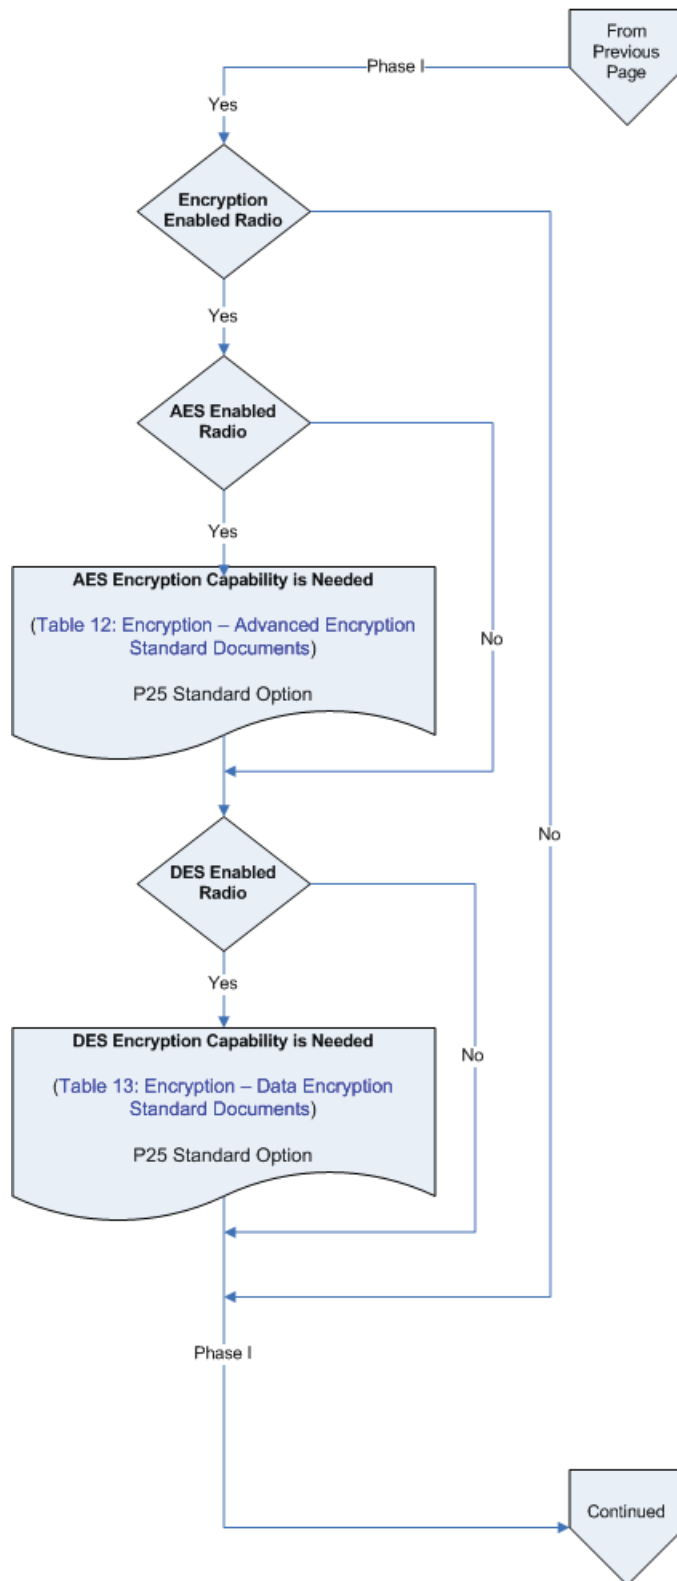 From
Previous
Page
Phase I
Yes
Encryption
Enabled Radio
Yes
AES Enabled
Radio
Yes
AES Encryption Capability is Needed
(Table 12: Encryption – Advanced Encryption
Standard Documents)
No
P25 Standard Option
No
DES Enabled
Radio
Yes
DES Encryption Capability is Needed
No
(Table 13: Encryption – Data Encryption
Standard Documents)
P25 Standard Option
Phase I
Continued